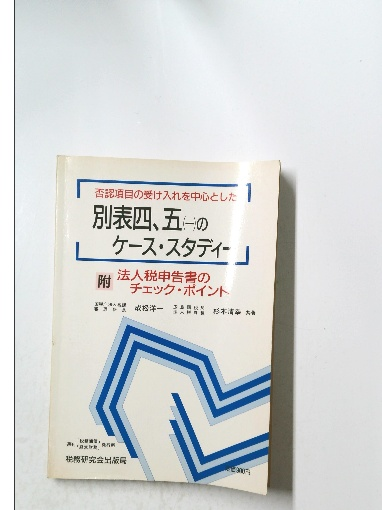 否認項目の受け入れを中心とした
別表四、五㈠の
ケース・スタディー
附 法人税申告書の
チェック・ポイント
成松洋一
杉本清幸 共著
税務研究会出版局